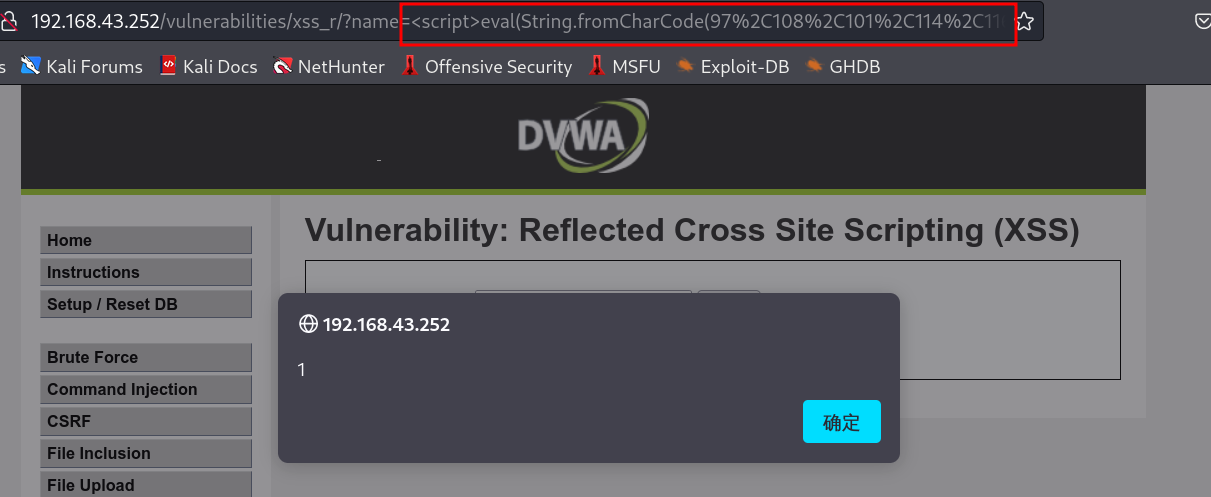 192.168.43.252/vulnerabilities/xss_r/?name=<script>eval(String.fromCharCode(97%2C108%2C101%2C114%2C11
s Kali Forums Kali Docs NetHunter Offensive Security MSFU Exploit-DB GHDB
DVWA
Vulnerability: Reflected Cross Site Scripting (XSS)
Home
Instructions
Setup / Reset DB
Brute Force
Command Injection
CSRF
File Inclusion
File Upload
192.168.43.252
1
确定